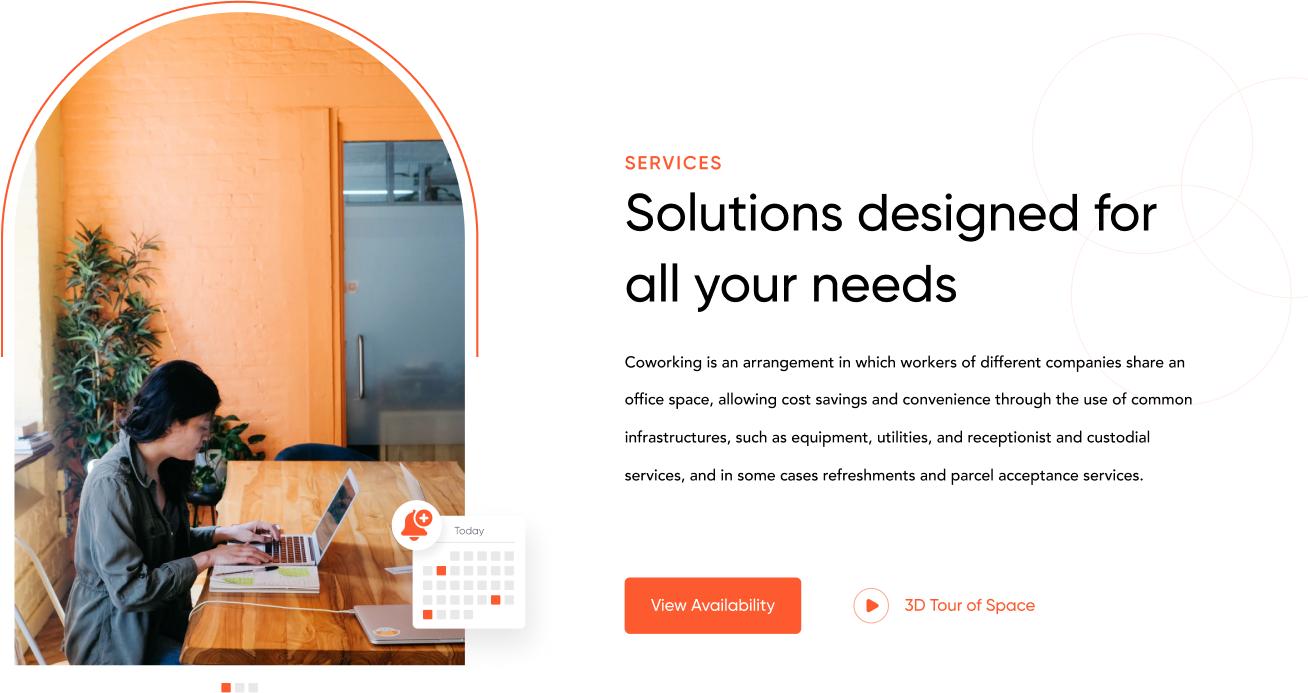 SERVICES
Solutions designed for
all your needs
Coworking is an arrangement in which workers of different companies share an
office space, allowing cost savings and convenience through the use of common
infrastructures, such as equipment, utilities, and receptionist and custodial
services, and in some cases refreshments and parcel acceptance services.
Today
View Availability
3D Tour of Space